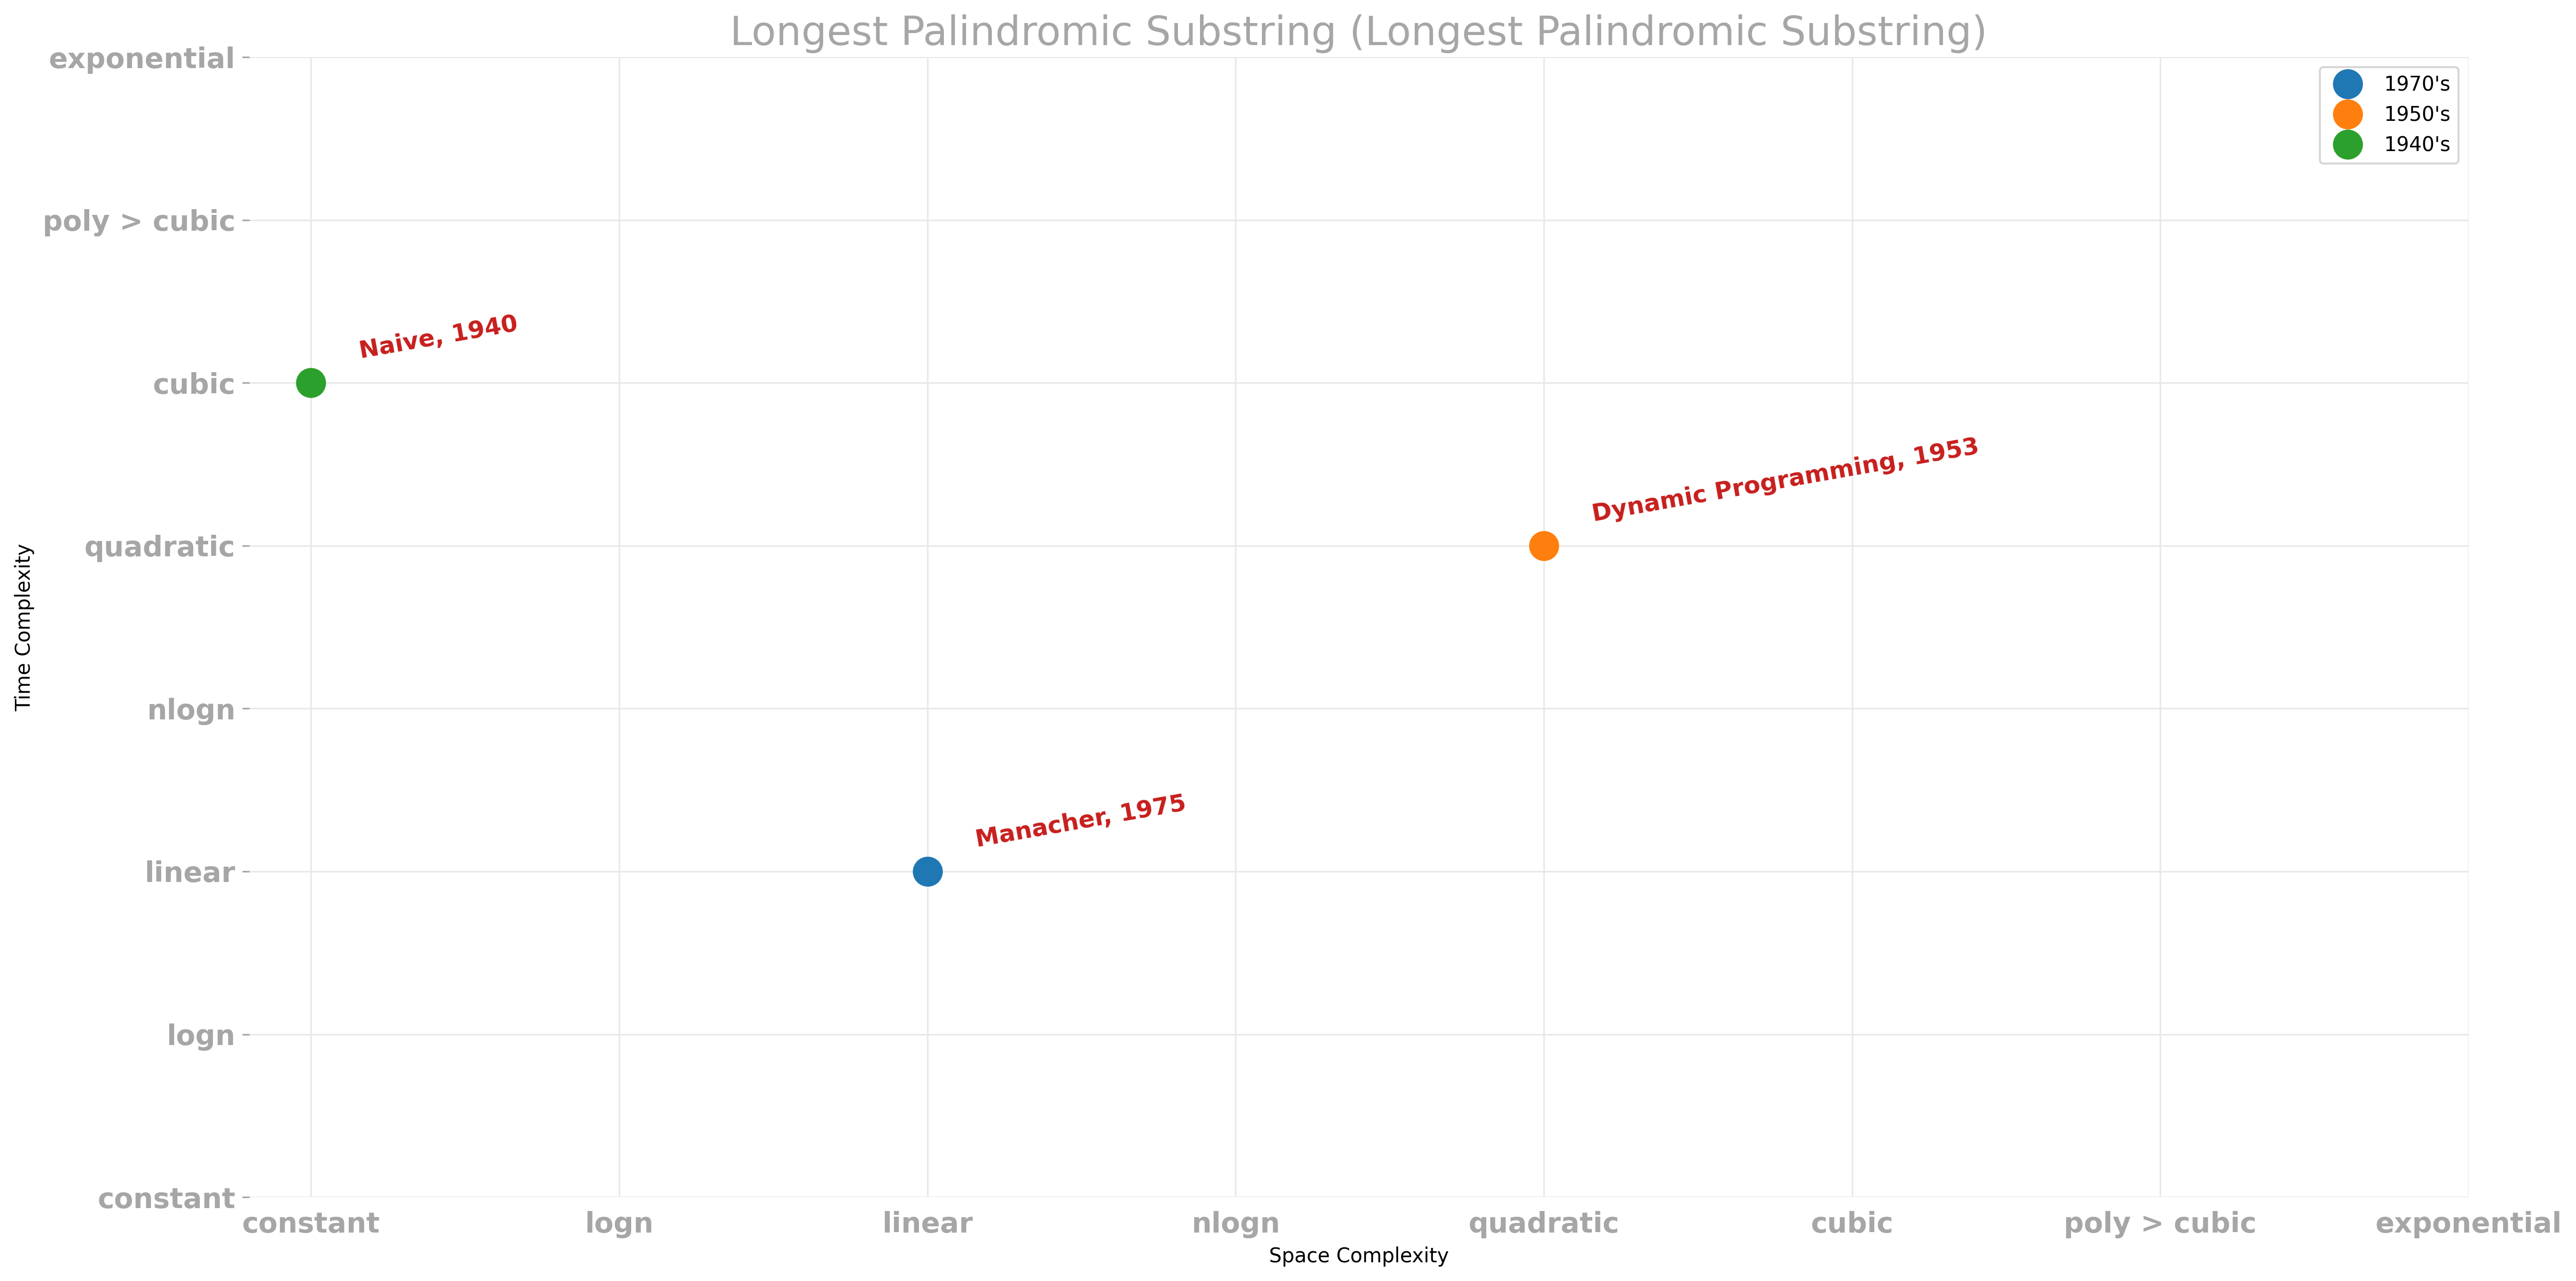 Longest Palindromic Substring (Longest Palindromic Substring)
exponential
poly > cubic
cubic
quadratic
nlogn
linear
logn
constant
Time Complexity
1970's
1950's
1940's
Naive, 1940
Dynamic Programming, 1953
Manacher, 1975
constant
logn
linear
nlogn
quadratic
cubic
poly > cubic
exponential
Space Complexity